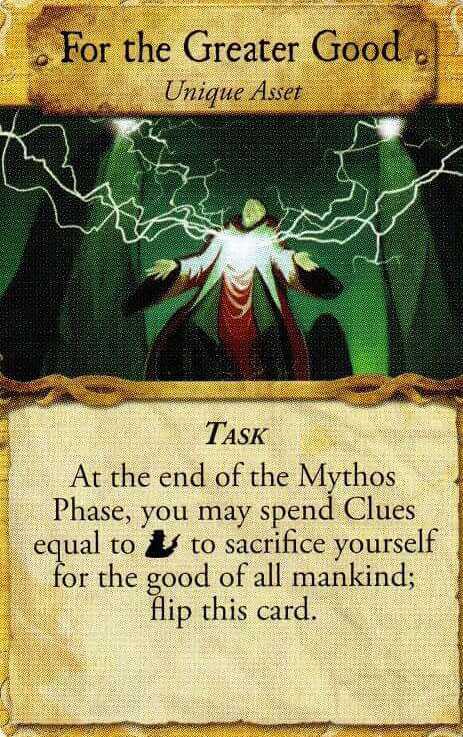 For the Greater Good
Unique Asset
TASK
At the end of the Mythos
Phase, you may spend Clues
equal to to sacrifice yourself
for the good of all mankind;
flip this card.